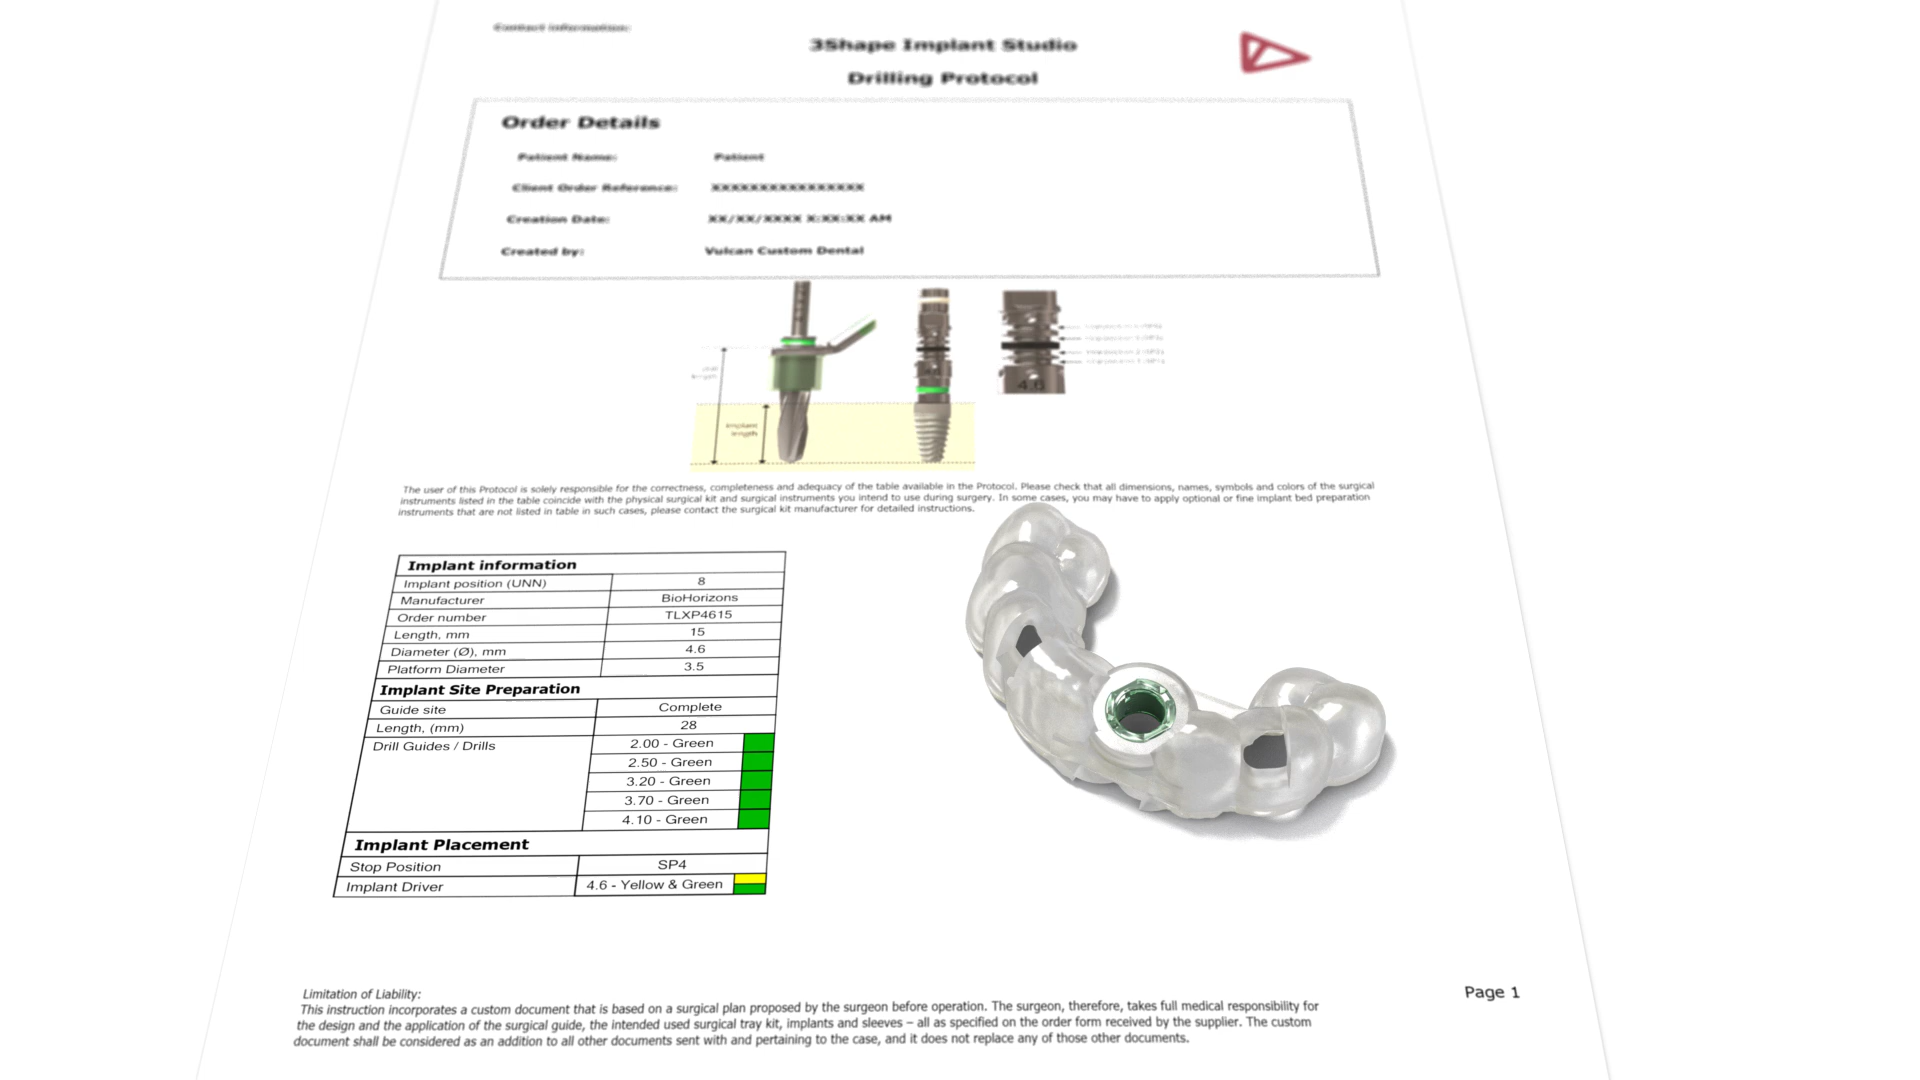 Contact information:
3Shape Implant Studio
Drilling Protocol
Order Details
Patient Name: Patient
Client Order Reference: XXXXXXXXXXXXXXXX
Creation Date: XX/XX/XXXX X:XX:XX AM
Created by: Vulcan Custom Dental
Implant
length
4.6
The user of this Protocol is solely responsible for the correctness, completeness and adequacy of the table available in the Protocol. Please check that all dimensions, names, symbols and colors of the surgical
instruments listed in the table coincide with the physical surgical kit and surgical instruments you intend to use during surgery. In some cases, you may have to apply optional or fine implant bed preparation
instruments that are not listed in table in such cases, please contact the surgical kit manufacturer for detailed instructions.
Implant information
Implant position (UNN) 8
Manufacturer BioHorizons
Order number TLXP4615
Length, mm 15
Diameter (Ø), mm 4.6
Platform Diameter 3.5
Implant Site Preparation
Guide site Complete
Length, (mm) 28
Drill Guides / Drills 2.00 - Green
2.50 - Green
3.20 - Green
3.70 - Green
4.10 - Green
Implant Placement
Stop Position SP4
Implant Driver 4.6 - Yellow & Green
Limitation of Liability:
This instruction incorporates a custom document that is based on a surgical plan proposed by the surgeon before operation. The surgeon, therefore, takes full medical responsibility for
the design and the application of the surgical guide, the intended used surgical tray kit, implants and sleeves – all as specified on the order form received by the supplier. The custom
document shall be considered as an addition to all other documents sent with and pertaining to the case, and it does not replace any of those other documents.
Page 1